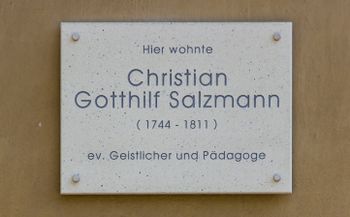 Hier wohnte
Christian
Gotthilf Salzmann
( 1744 - 1811 )
ev. Geistlicher und Pädagoge